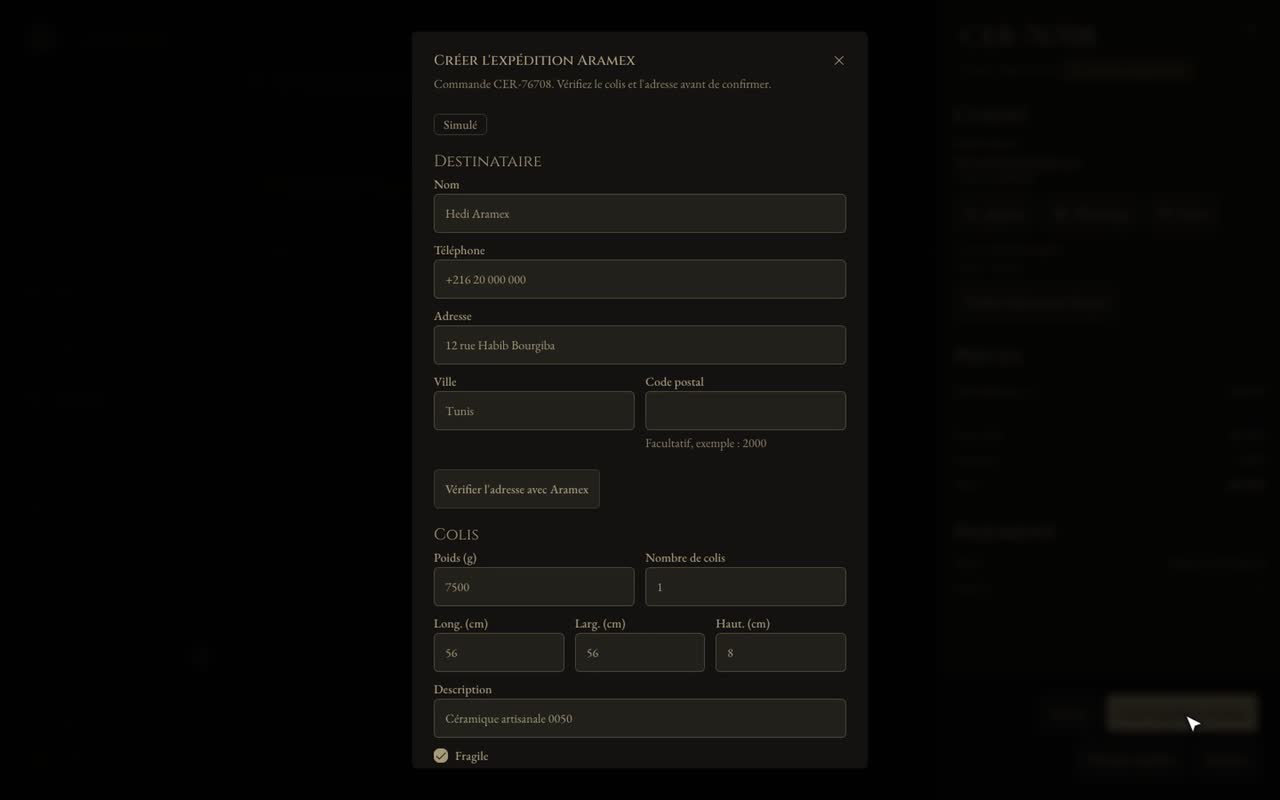 Créer l'expédition Aramex
Commande CER-76708. Vérifiez le colis et l'adresse avant de confirmer.
Simulé
Destinataire
Nom
Hedi Aramex
Téléphone
+216 20 000 000
Adresse
12 rue Habib Bourgiba
Ville
Code postal
Tunis
Facultatif, exemple : 2000
Vérifier l'adresse avec Aramex
Colis
Poids (g)
Nombre de colis
7500
1
Long. (cm)
Larg. (cm)
Haut. (cm)
56
56
8
Description
Céramique artisanale 0050
Fragile